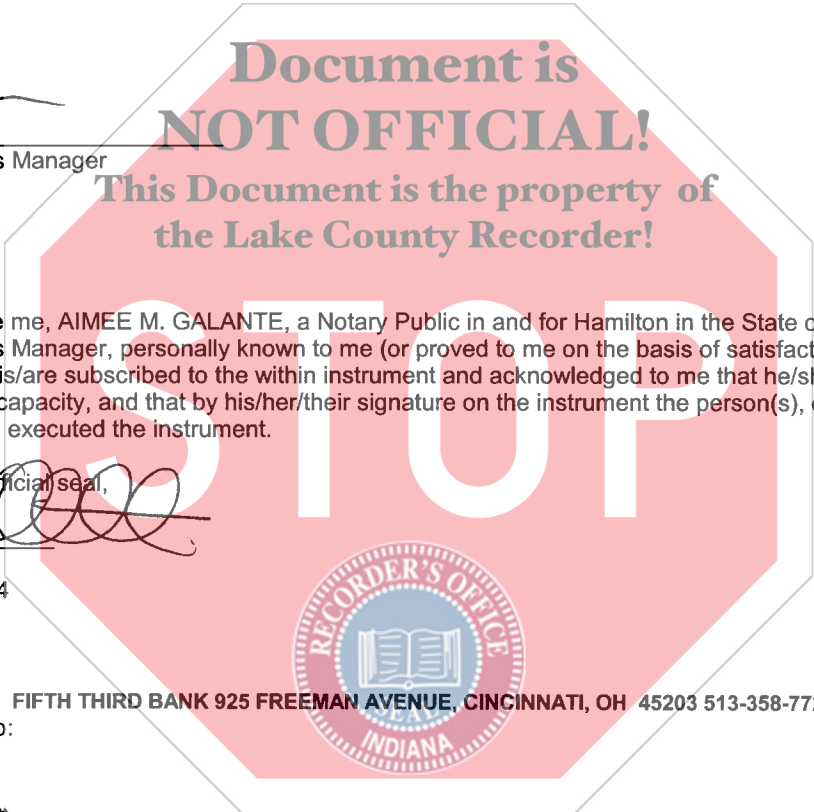 Document is
NOT OFFICIAL!
s Manager
This Document is the property of
the Lake County Recorder!
e me, AIMEE M. GALANTE, a Notary Public in and for Hamilton in the State o
s Manager, personally known to me (or proved to me on the basis of satisfact
is/are subscribed to the within instrument and acknowledged to me that he/sh
capacity, and that by his/her/their signature on the instrument the person(s), o
executed the instrument.
STOP
ficial seal,
4
RECORDER'S OFFICE
FIFTH THIRD BANK 925 FREEMAN AVENUE, CINCINNATI, OH 45203 513-358-772
SEAL
o:
INDIANA